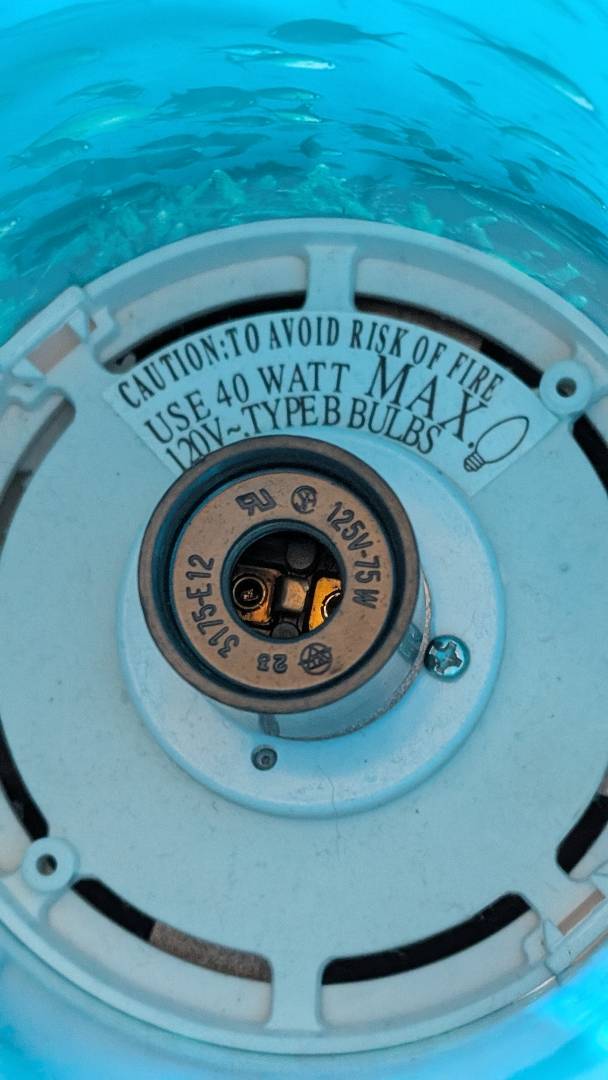 CAUTION:TO AVOID RISK OF FIRE
USE 40 WATT MAX.
120V~.TYPE B BULBS
125V-75W
3175-E12
23